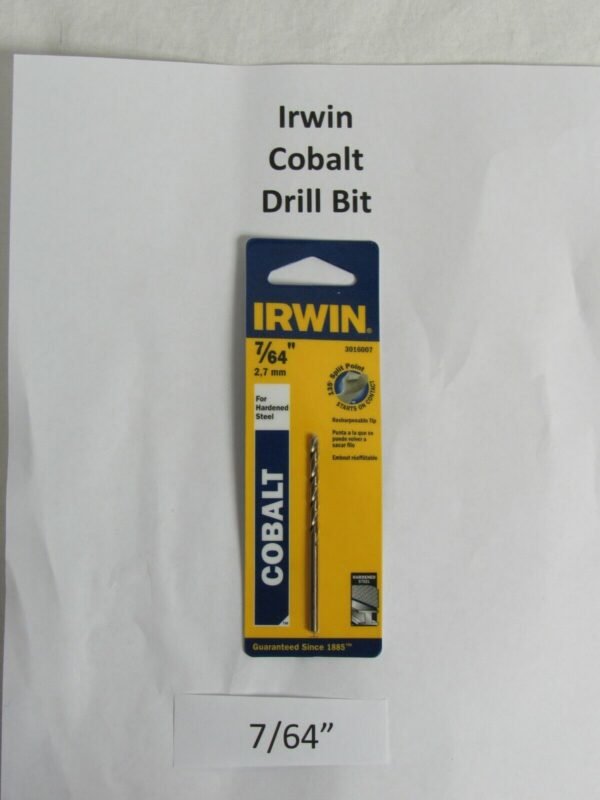 Irwin
Cobalt
Drill Bit
IRWIN®
7/64"
3016007
2,7 mm
135° Split Point
STARTS ON CONTACT
For
Hardened
Steel
Resharpenable Tip
Punta a la que se
puede volver a
sacar filo
Embout réaffûtable
COBALT™
HARDENED
STEEL
Guaranteed Since 1885™
7/64”